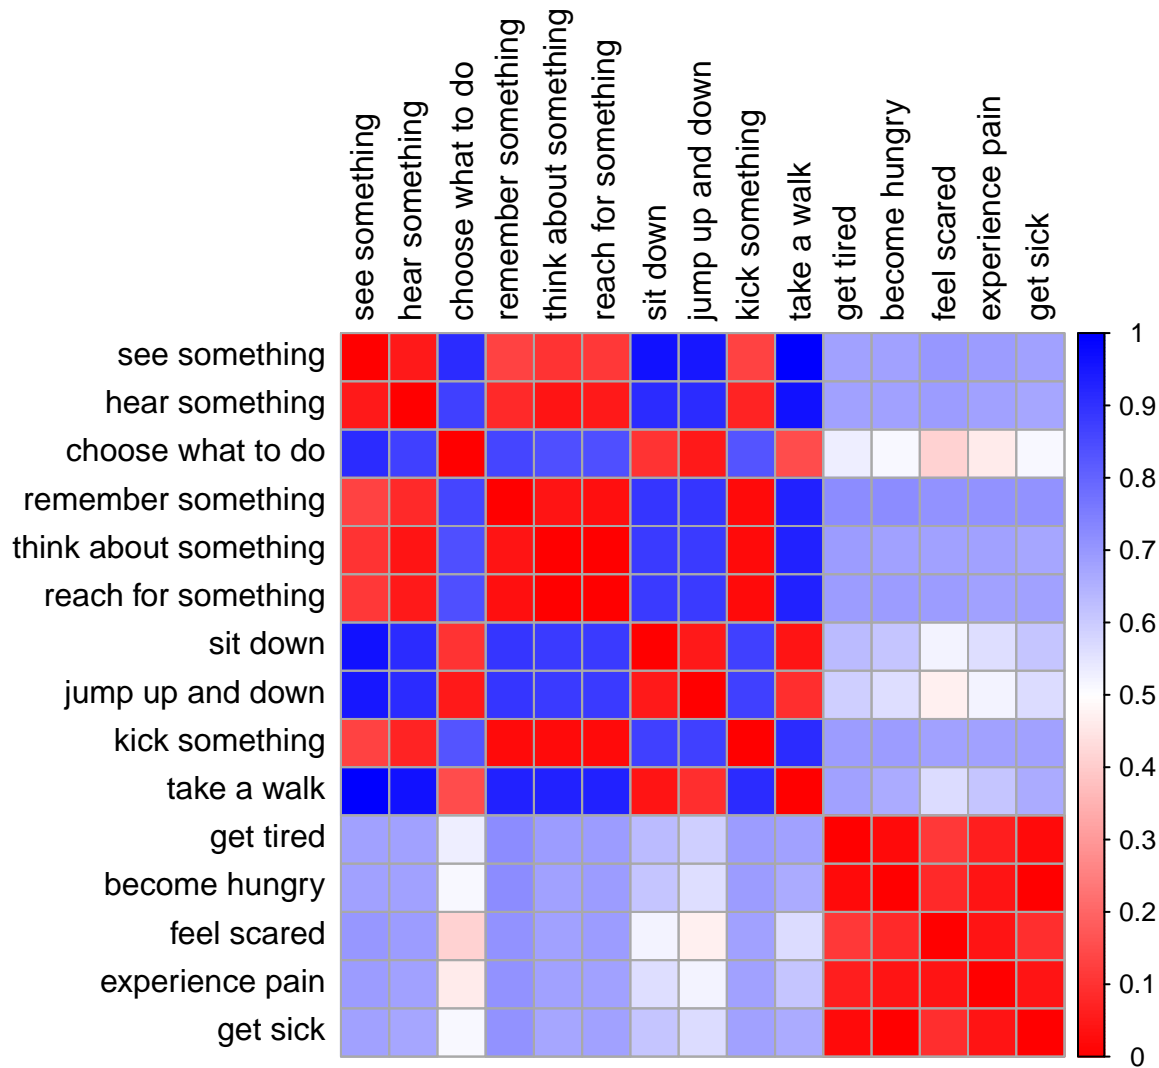 see something
hear something
choose what to do
remember something
think about something
reach for something
sit down
jump up and down
kick something
take a walk
get tired
become hungry
feel scared
experience pain
get sick
see something
hear something
choose what to do
remember something
think about something
reach for something
sit down
jump up and down
kick something
take a walk
get tired
become hungry
feel scared
experience pain
get sick
1
0.9
0.8
0.7
0.6
0.5
0.4
0.3
0.2
0.1
0